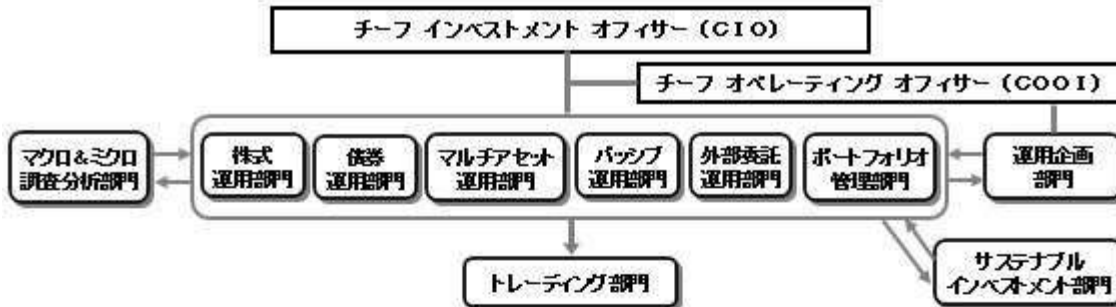 チーフ インベストメント オフィサー (CIO)
チーフ オペレーティング オフィサー (COOI)
マクロ&ミクロ
調査分析部門
株式
運用部門
債券
運用部門
マルチアセット
運用部門
パッシブ
運用部門
外部委託
運用部門
ポートフォリオ
管理部門
運用企画
部門
トレーディング部門
サステナブル
インベストメント部門